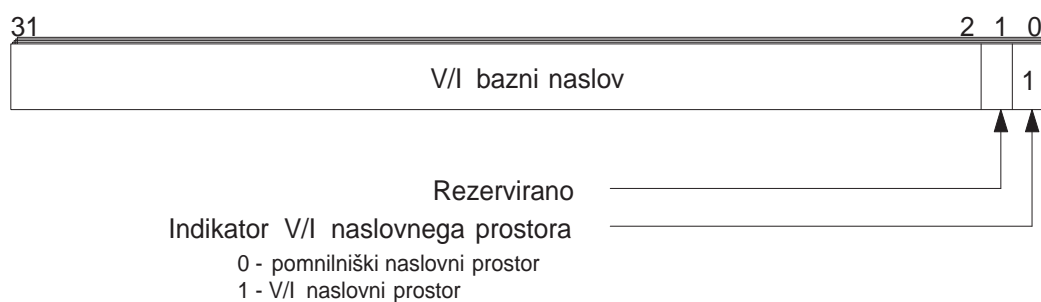 31 2 1 0
V/I bazni naslov 1
Rezervirano
Indikator V/I naslovnega prostora
0 - pomnilniški naslovni prostor
1 - V/I naslovni prostor